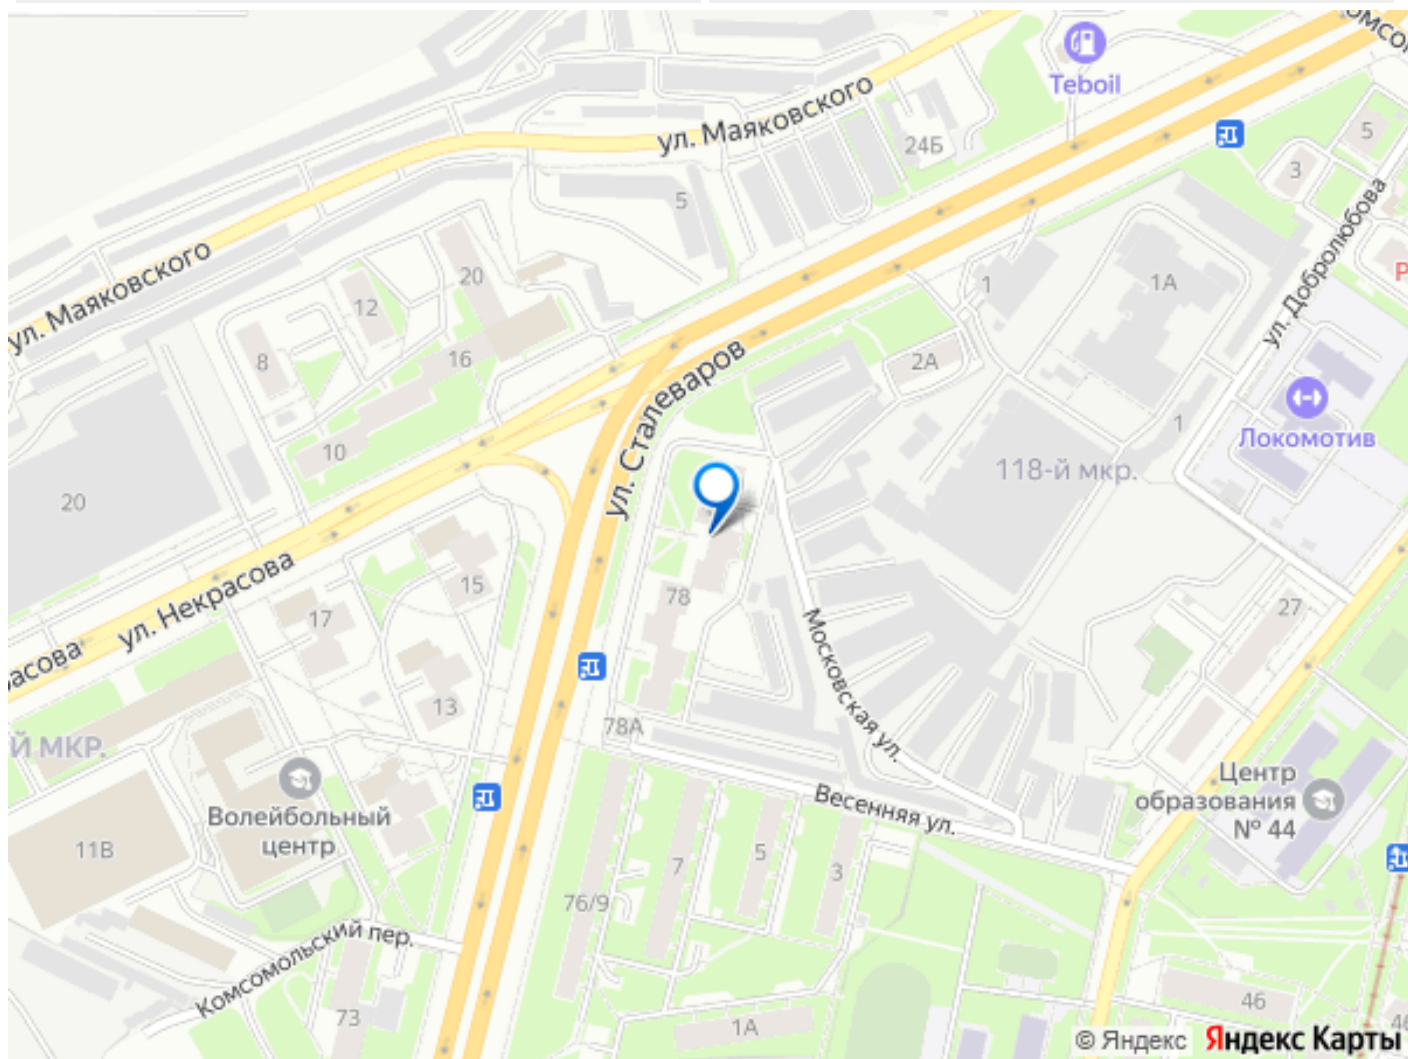 Teboil
ул. Маяковского
24Б
5
3
5
ул. Добролюбова
ул. Маяковского
12
20
8
16
10
20
1
1А
2А
1
Локомотив
118-й мкр.
ул. Сталеваров
ул. Некрасова
15
17
13
78
78А
Московская ул.
27
Й МКР.
Волейбольный
центр
11В
Весенняя ул.
Центр
образования
№ 44
76/9
7
5
3
Комсомольский пер.
73
1А
46
© Яндекс Яндекс Карты